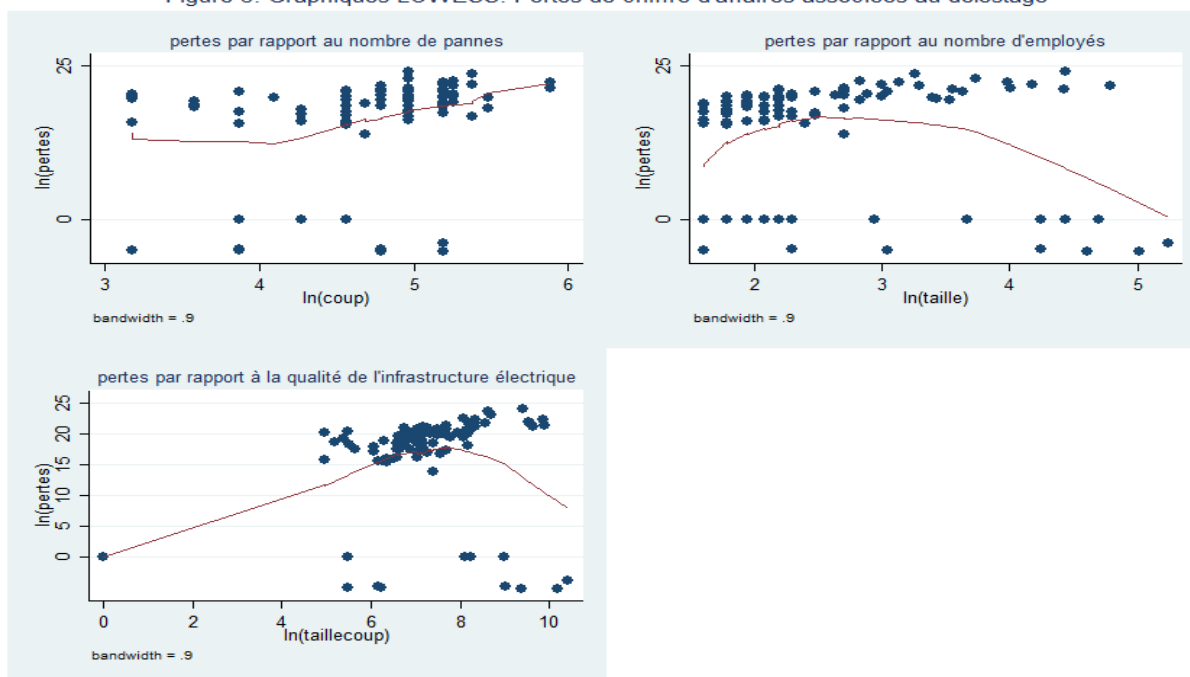 pertes par rapport au nombre de pannes
25
0
ln(pertes)
3 4 5 6
ln(coup)
bandwidth = .9
pertes par rapport au nombre d'employés
25
0
ln(pertes)
2 3 4 5
ln(taille)
bandwidth = .9
pertes par rapport à la qualité de l'infrastructure électrique
25
20
15
10
5
0
ln(pertes)
0 2 4 6 8 10
ln(taillecoup)
bandwidth = .9